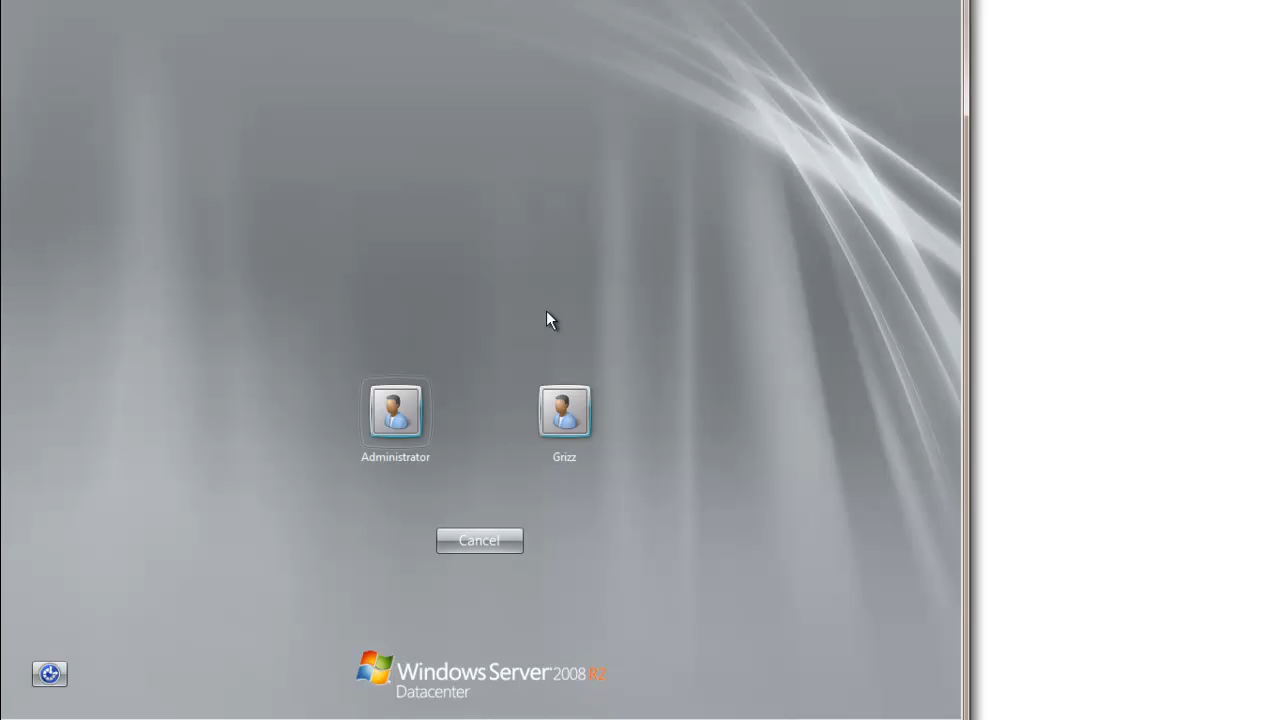 Administrator
Grizz
Cancel
Windows Server 2008 R2
Datacenter